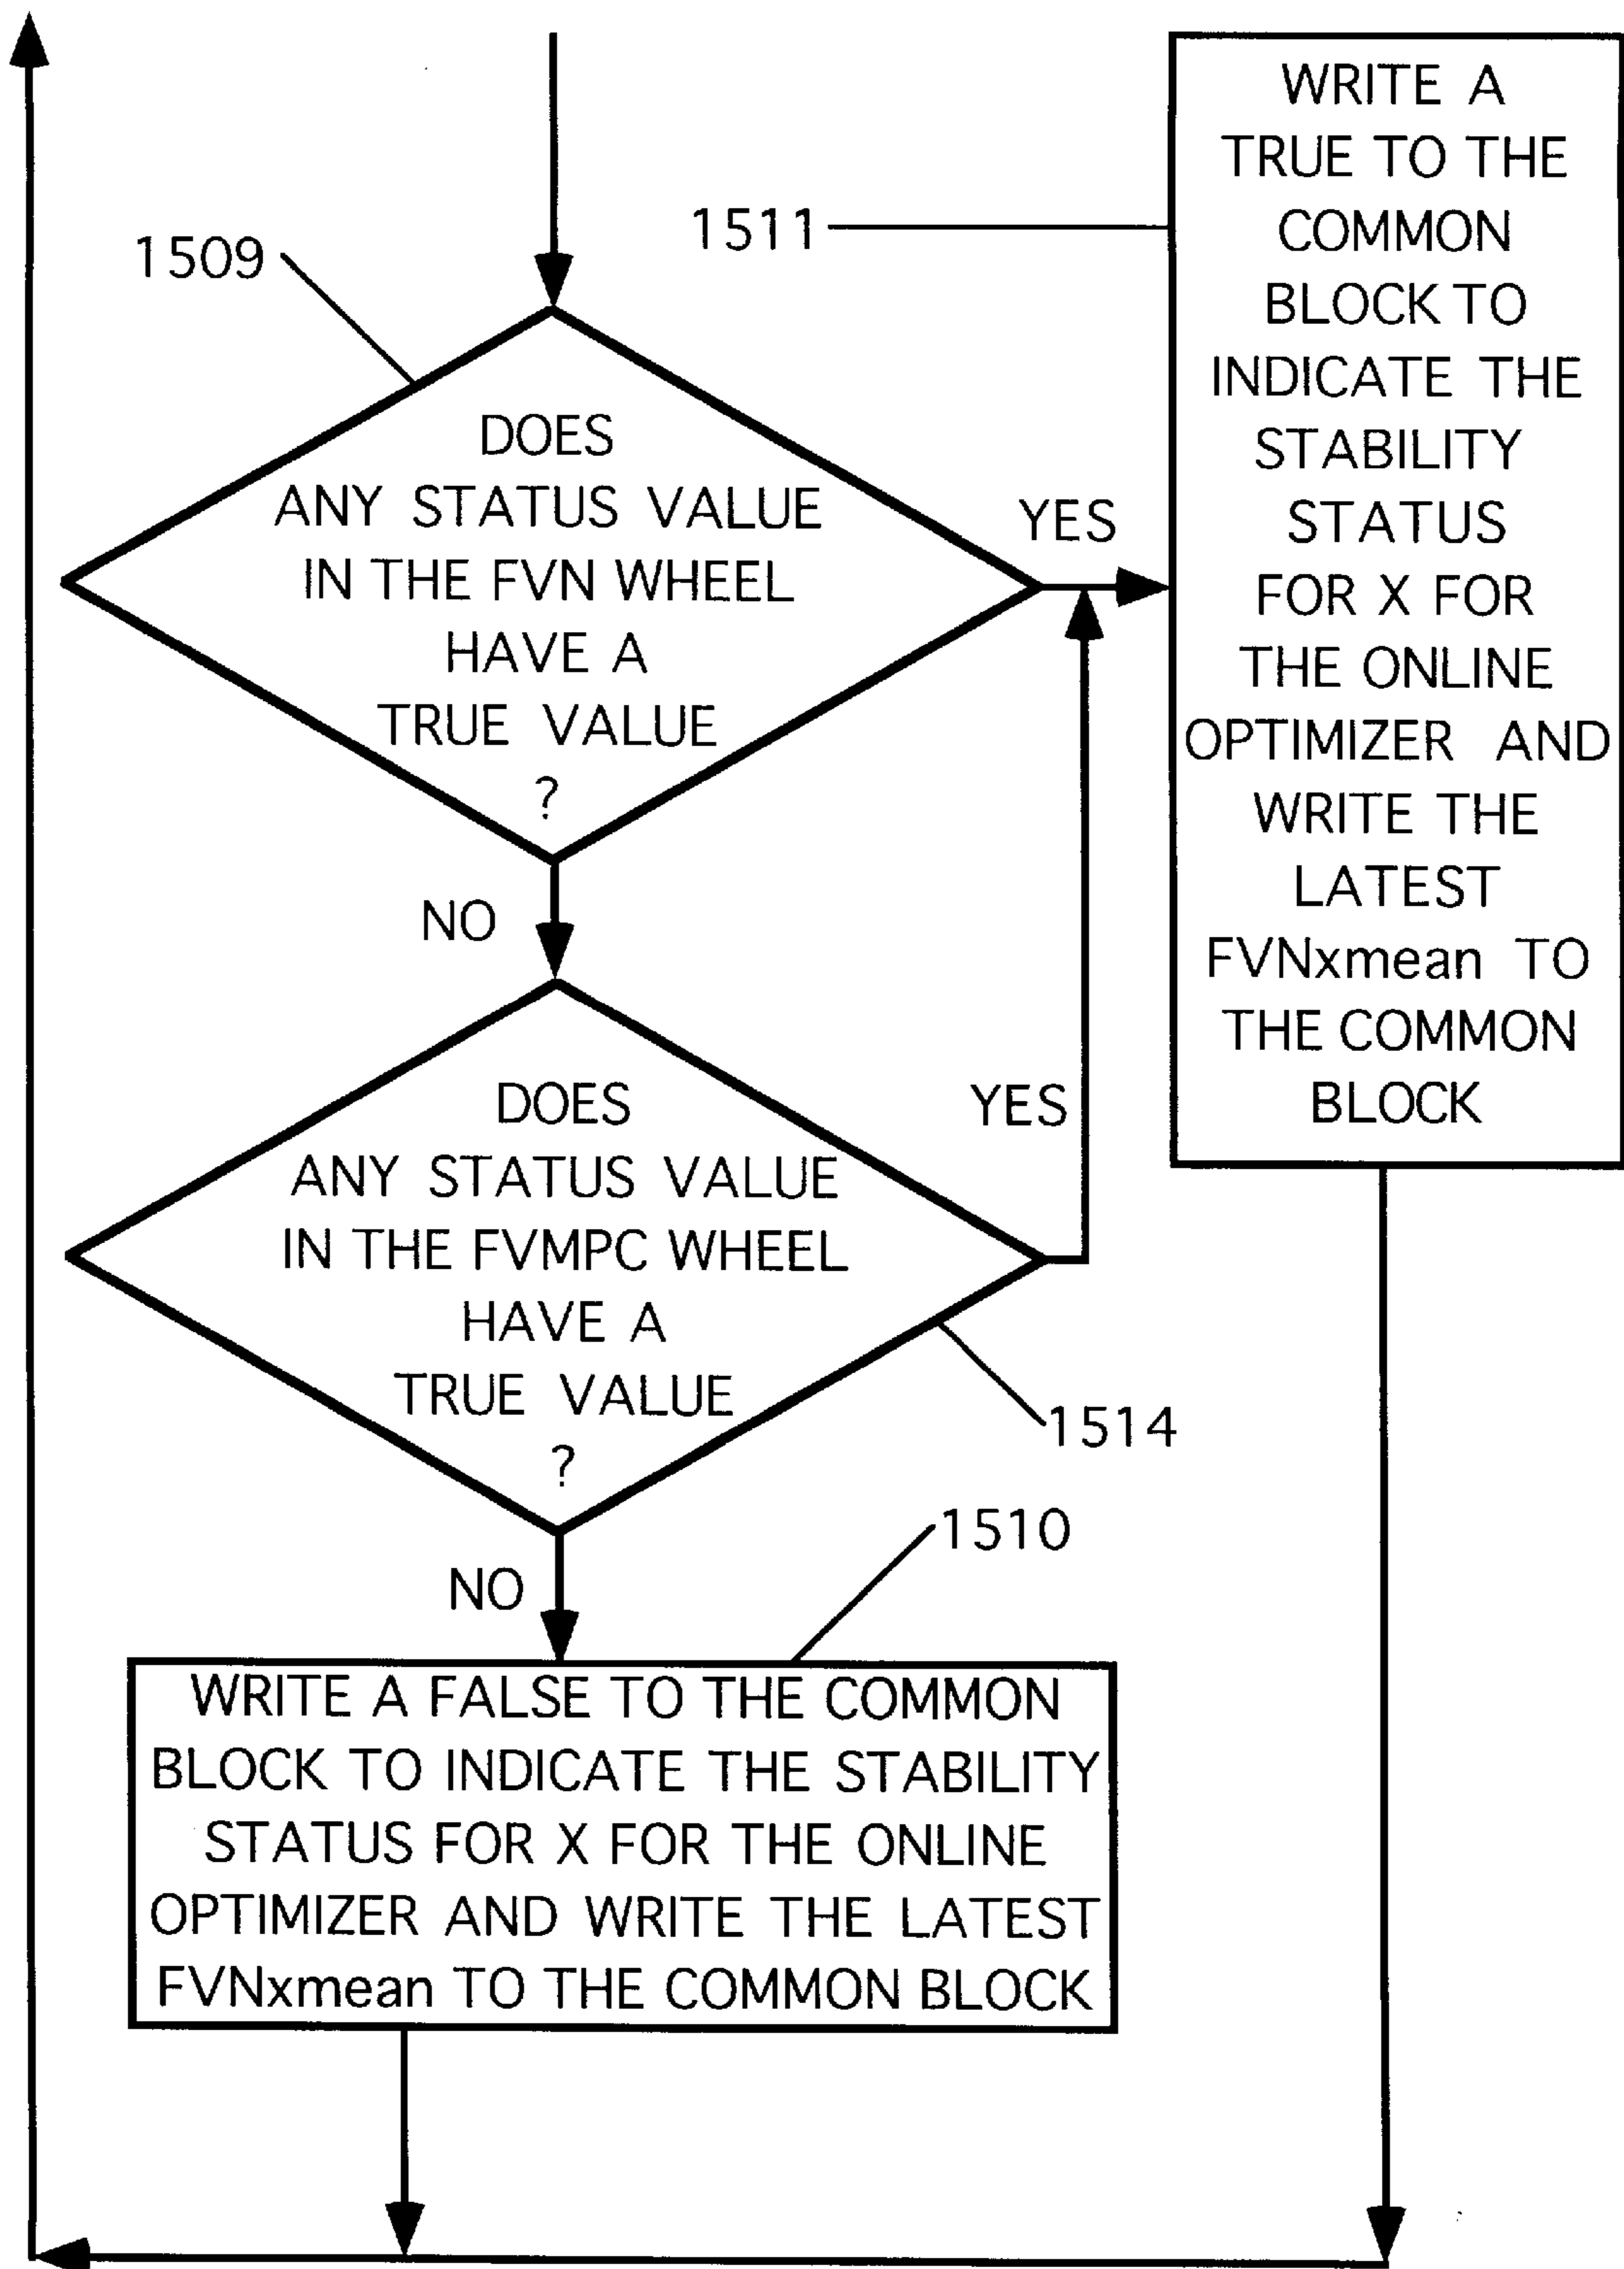 1509
DOES
ANY STATUS VALUE
IN THE FVN WHEEL
HAVE A
TRUE VALUE
?
YES
NO
1511
WRITE A
TRUE TO THE
COMMON
BLOCK TO
INDICATE THE
STABILITY
STATUS
FOR X FOR
THE ONLINE
OPTIMIZER AND
WRITE THE
LATEST
FVNxmean TO
THE COMMON
BLOCK
DOES
ANY STATUS VALUE
IN THE FVMPC WHEEL
HAVE A
TRUE VALUE
?
YES
1514
NO
1510
WRITE A FALSE TO THE COMMON
BLOCK TO INDICATE THE STABILITY
STATUS FOR X FOR THE ONLINE
OPTIMIZER AND WRITE THE LATEST
FVNxmean TO THE COMMON BLOCK